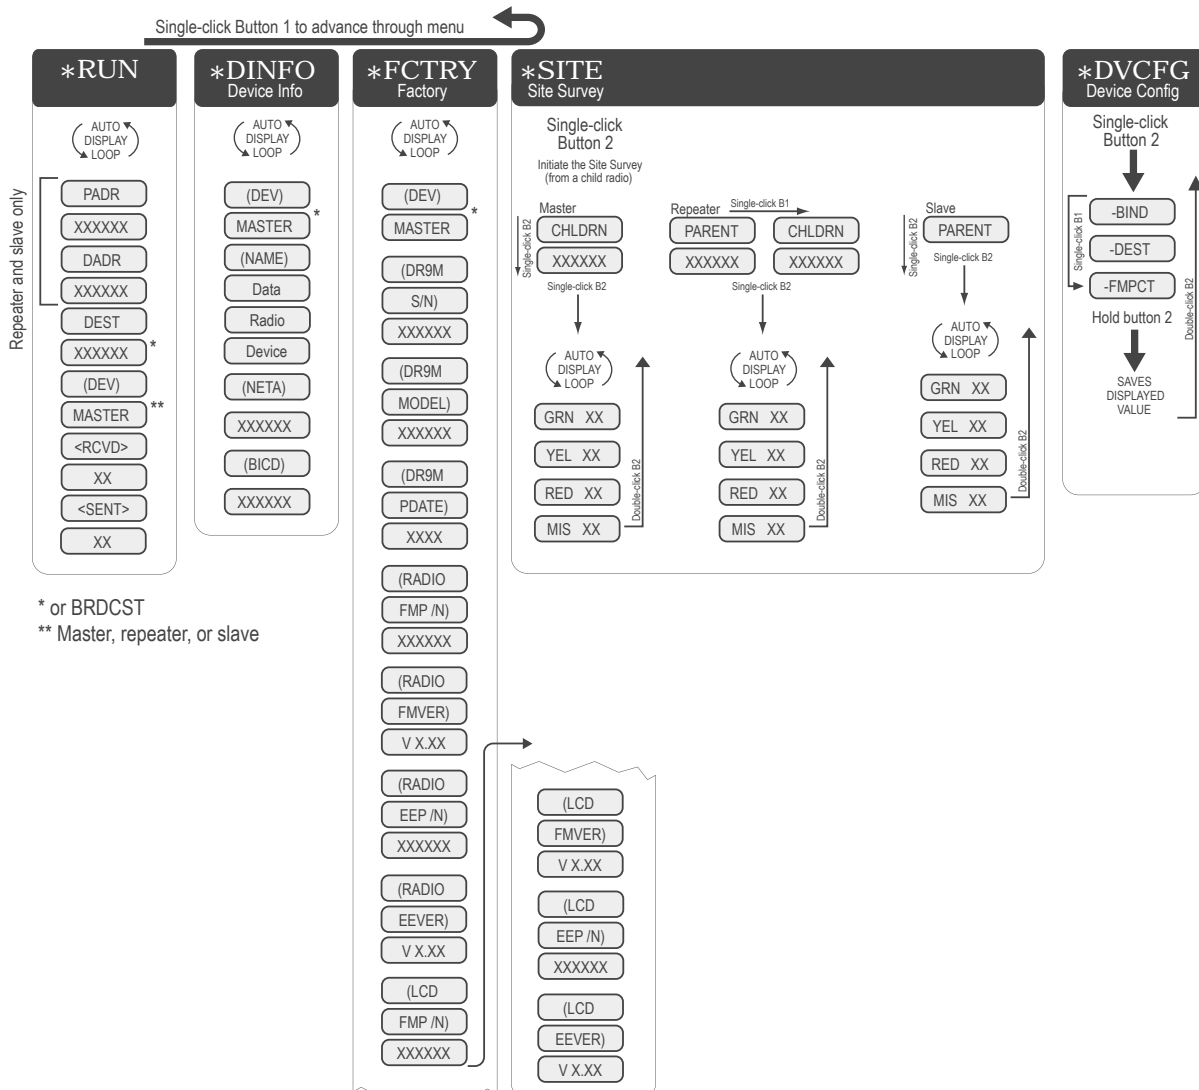 Single-click Button 1 to advance through menu
*RUN
AUTO
DISPLAY
LOOP
Repeater and slave only
PADR
XXXXXX
DADR
XXXXXX
DEST
XXXXXX *
(DEV)
MASTER **
<RCVD>
XX
<SENT>
XX
* or BRDCST
** Master, repeater, or slave
*DINFO
Device Info
AUTO
DISPLAY
LOOP
(DEV)
MASTER *
(NAME)
Data
Radio
Device
(NETA)
XXXXXX
(BICD)
XXXXXX
*FCTRY
Factory
AUTO
DISPLAY
LOOP
(DEV)
MASTER *
(DR9M
S/N)
XXXXXX
(DR9M
MODEL)
XXXXXX
(DR9M
PDATE)
XXXX
(RADIO
FMP /N)
XXXXXX
(RADIO
FMVER)
V X.XX
(RADIO
EEP /N)
XXXXXX
(RADIO
EEVER)
V X.XX
(LCD
FMP /N)
XXXXXX
(LCD
FMVER)
V X.XX
(LCD
EEP /N)
XXXXXX
(LCD
EEVER)
V X.XX
*SITE
Site Survey
Single-click
Button 2
Initiate the Site Survey
(from a child radio)
Master
Single-click B2
CHLDRN
XXXXXX
Single-click B2
AUTO
DISPLAY
LOOP
GRN XX
YEL XX
RED XX
MIS XX
Double-click B2
Repeater
Single-click B1
PARENT
CHLDRN
XXXXXX
XXXXXX
Single-click B2
AUTO
DISPLAY
LOOP
GRN XX
YEL XX
RED XX
MIS XX
Double-click B2
Slave
Single-click B2
PARENT
Single-click B2
AUTO
DISPLAY
LOOP
GRN XX
YEL XX
RED XX
MIS XX
Double-click B2
*DVCFG
Device Config
Single-click
Button 2
Single-click B1
-BIND
-DEST
-FMPCT
Hold button 2
SAVES
DISPLAYED
VALUE
Double-click B2